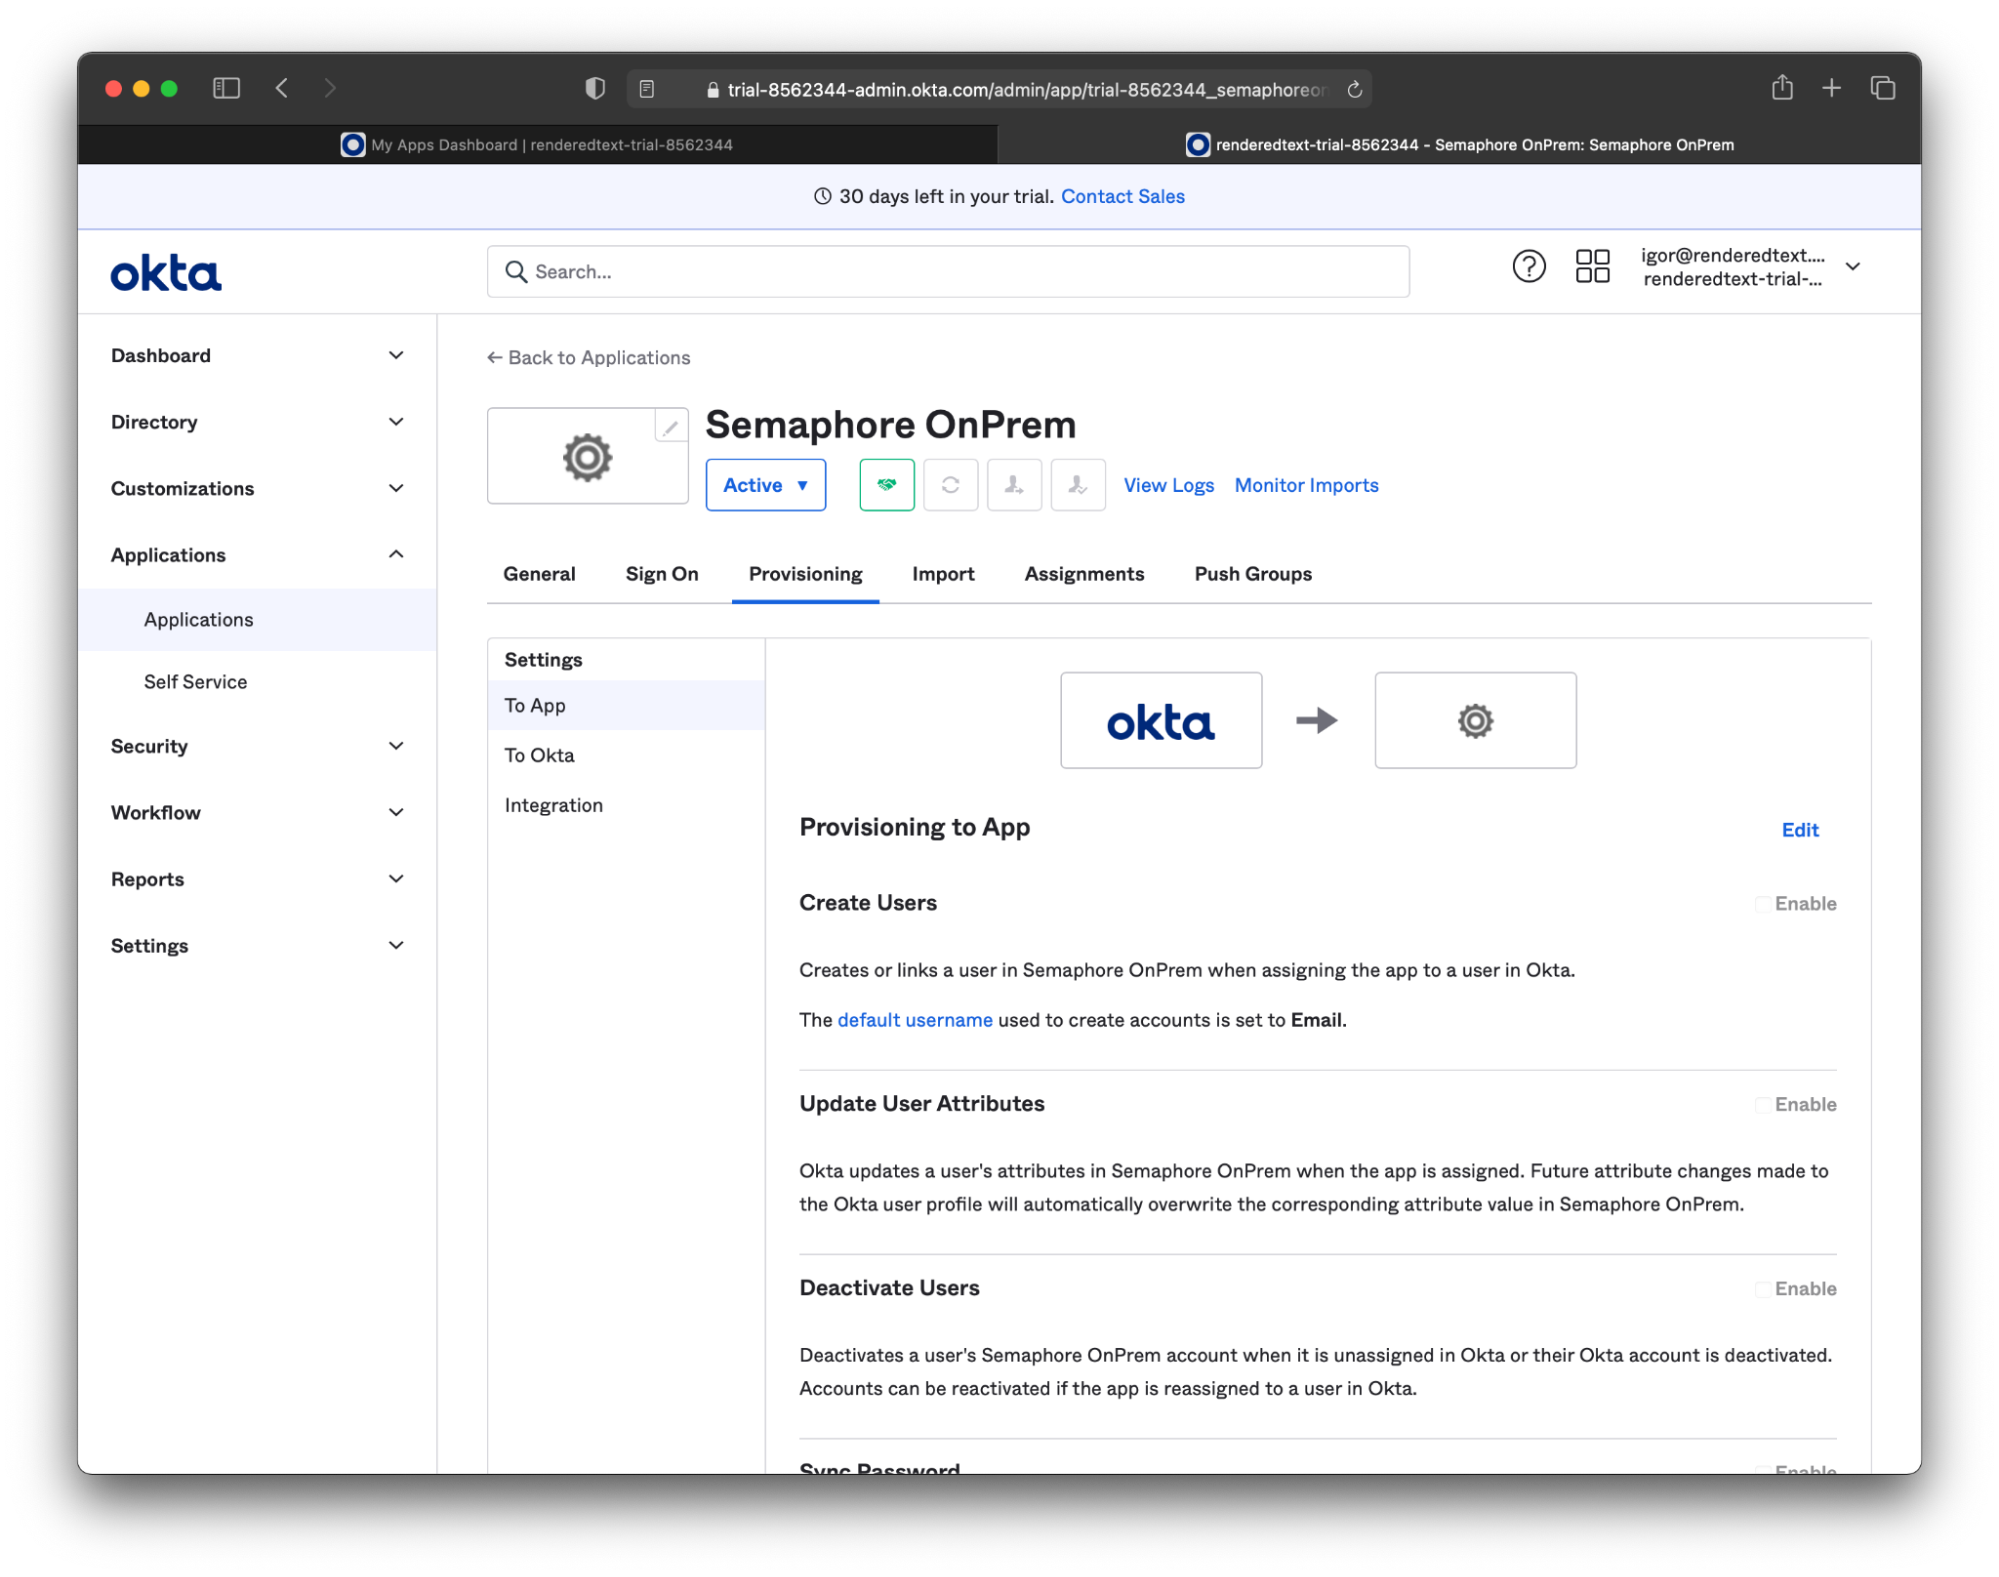 trial-8562344-admin.okta.com/admin/app/trial-8562344_semaphoreon
My Apps Dashboard | renderedtext-trial-8562344
renderedtext-trial-8562344 - Semaphore OnPrem: Semaphore OnPrem
30 days left in your trial. Contact Sales
okta
Search...
igor@renderedtext....
renderedtext-trial-...
Dashboard
Directory
Customizations
Applications
Applications
Self Service
Security
Workflow
Reports
Settings
← Back to Applications
Semaphore OnPrem
Active ▼
View Logs
Monitor Imports
General
Sign On
Provisioning
Import
Assignments
Push Groups
Settings
To App
To Okta
Integration
okta
Provisioning to App
Edit
Create Users
Enable
Creates or links a user in Semaphore OnPrem when assigning the app to a user in Okta.
The default username used to create accounts is set to Email.
Update User Attributes
Enable
Okta updates a user's attributes in Semaphore OnPrem when the app is assigned. Future attribute changes made to
the Okta user profile will automatically overwrite the corresponding attribute value in Semaphore OnPrem.
Deactivate Users
Enable
Deactivates a user's Semaphore OnPrem account when it is unassigned in Okta or their Okta account is deactivated.
Accounts can be reactivated if the app is reassigned to a user in Okta.
Sync Password
Enable